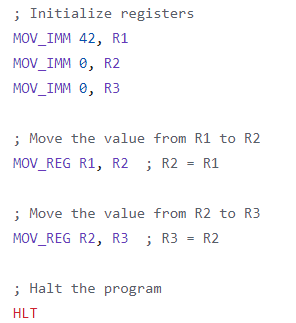 ; Initialize registers
MOV_IMM 42, R1
MOV_IMM 0, R2
MOV_IMM 0, R3
; Move the value from R1 to R2
MOV_REG R1, R2  ; R2 = R1
; Move the value from R2 to R3
MOV_REG R2, R3  ; R3 = R2
; Halt the program
HLT